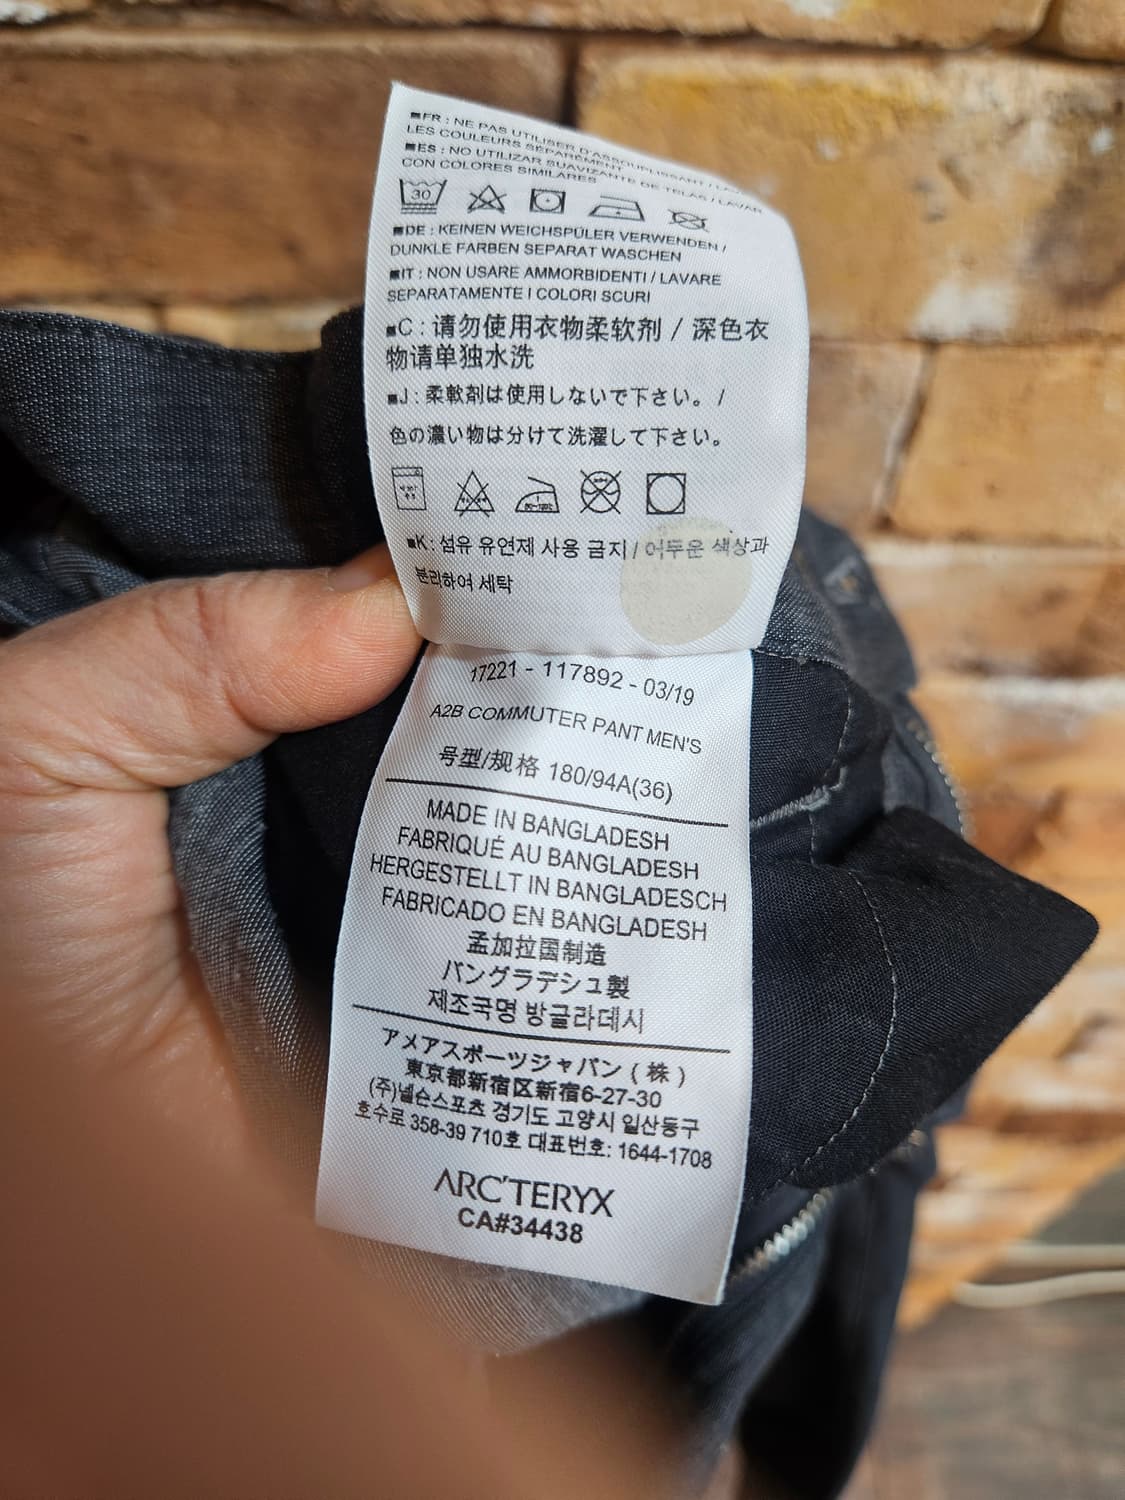 ■FR : NE PAS UTILISER D'ASSOUPLISSANT /
LES COULEURS SÉPARÉMENT
■ES : NO UTILIZAR SUAVIZANTE DE TELAS / LAVAR
CON COLORES SIMILARES
30
■DE : KEINEN WEICHSPÜLER VERWENDEN /
DUNKLE FARBEN SEPARAT WASCHEN
■IT : NON USARE AMMORBIDENTI / LAVARE
SEPARATAMENTE I COLORI SCURI
■C : 请勿使用衣物柔软剂 / 深色衣
物请单独水洗
■J : 柔軟剤は使用しないで下さい。 /
色の濃い物は分けて洗濯して下さい。
■K : 섬유 유연제 사용 금지 / 어두운 색상과
분리하여 세탁
17221 - 117892 - 03/19
A2B COMMUTER PANT MEN'S
号型/规格 180/94A(36)
MADE IN BANGLADESH
FABRIQUÉ AU BANGLADESH
HERGESTELLT IN BANGLADESCH
FABRICADO EN BANGLADESH
孟加拉国制造
バングラデシュ製
제조국명 방글라데시
アメアスポーツジャパン ( 株 )
東京都新宿区新宿6-27-30
(주)넬슨스포츠 경기도 고양시 일산동구
호수로 358-39 710호 대표번호: 1644-1708
ARC'TERYX
CA#34438